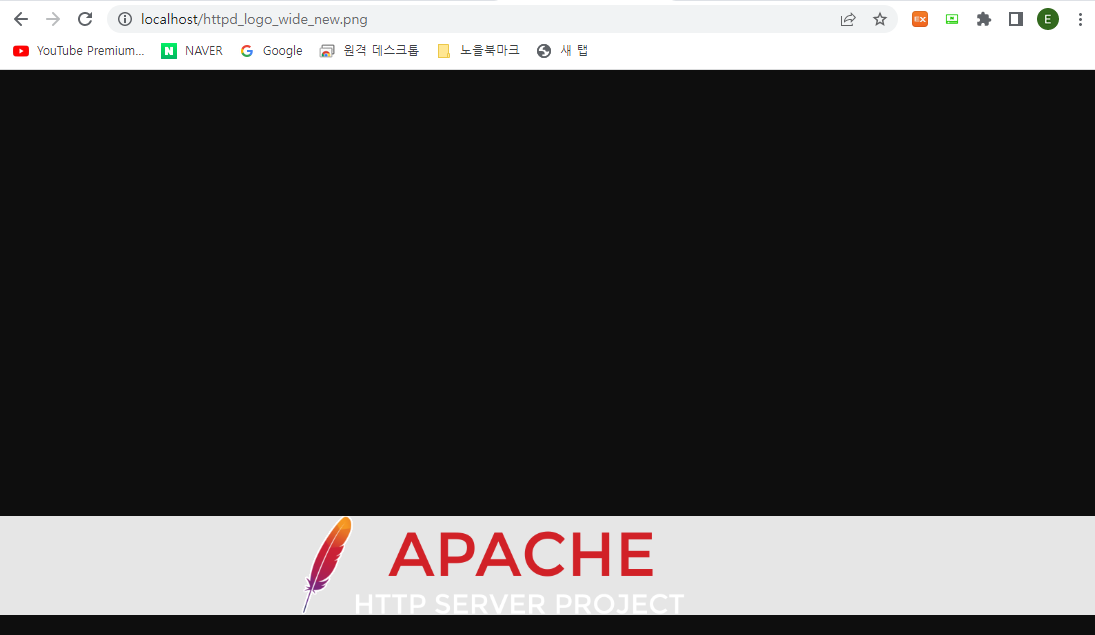 localhost/httpd_logo_wide_new.png
YouTube Premium... NAVER Google 원격 데스크톱 노을북마크 새 탭
APACHE
HTTP SERVER PROJECT